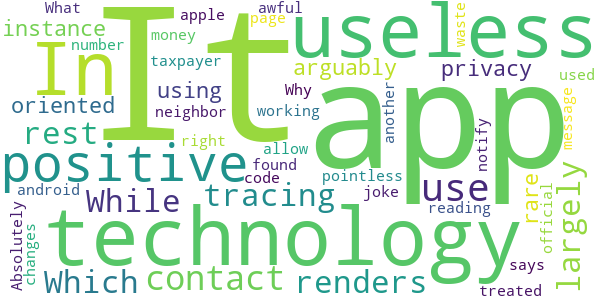 What apple awful page waste
instance number money
In It useless
taxpayer arguably privacy used
using Why another
oriented neighbor working app message
rest right allow notify
positive found code pointless
While use rare largely
android tracing joke official
Absolutely technology reading
changes Which contact renders says
treated